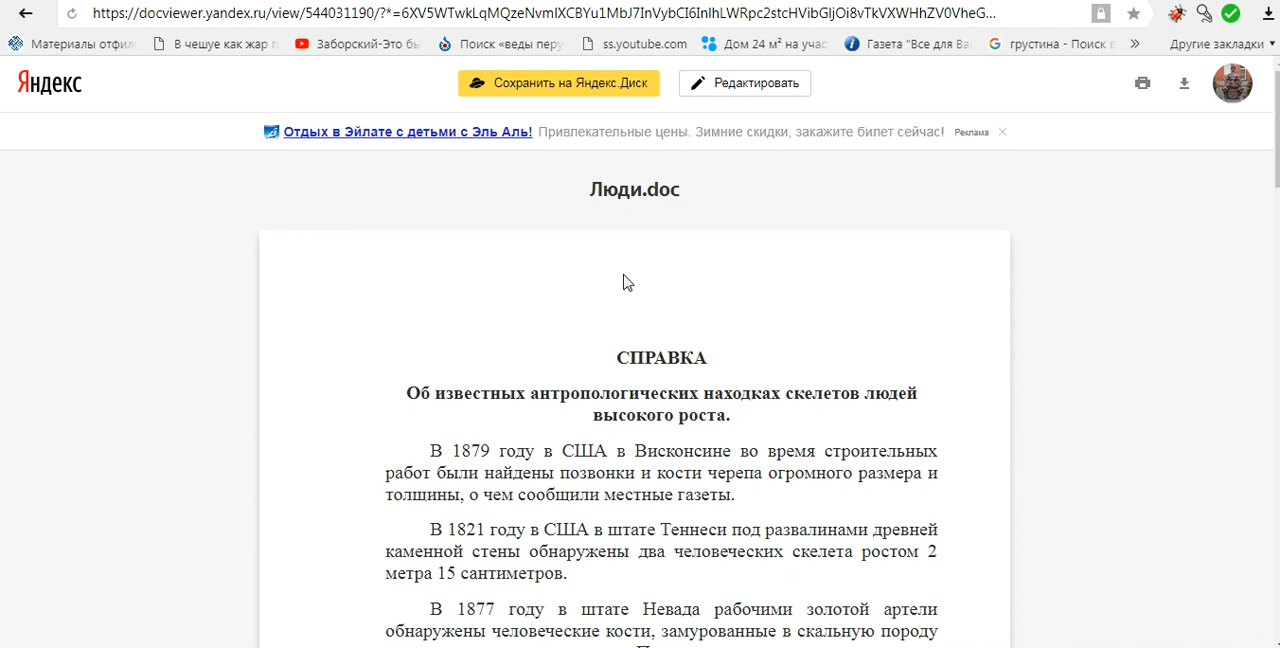 https://docviewer.yandex.ru/view/544031190/?*=6XV5WTwkLqMQzeNvmlXCBYu1MbJ7InVybCI6InlhLWRpc2stcHVibGljOi8vTkVXWHhZV0VheG...
Материалы отфил В чешуе как жар г Заборский-Это бы Поиск «веды перу ss.youtube.com Дом 24 м² на учас Газета "Все для Ва грустина - Поиск в » Другие закладки
Яндекс Сохранить на Яндекс.Диск Редактировать
Отдых в Эйлате с детьми с Эль Аль! Привлекательные цены. Зимние скидки, закажите билет сейчас! Реклама
Люди.doc
СПРАВКА
Об известных антропологических находках скелетов людей
высокого роста.
В 1879 году в США в Висконсине во время строительных
работ были найдены позвонки и кости черепа огромного размера и
толщины, о чем сообщили местные газеты.
В 1821 году в США в штате Теннеси под развалинами древней
каменной стены обнаружены два человеческих скелета ростом 2
метра 15 сантиметров.
В 1877 году в штате Невада рабочими золотой артели
обнаружены человеческие кости, замурованные в скальную породу